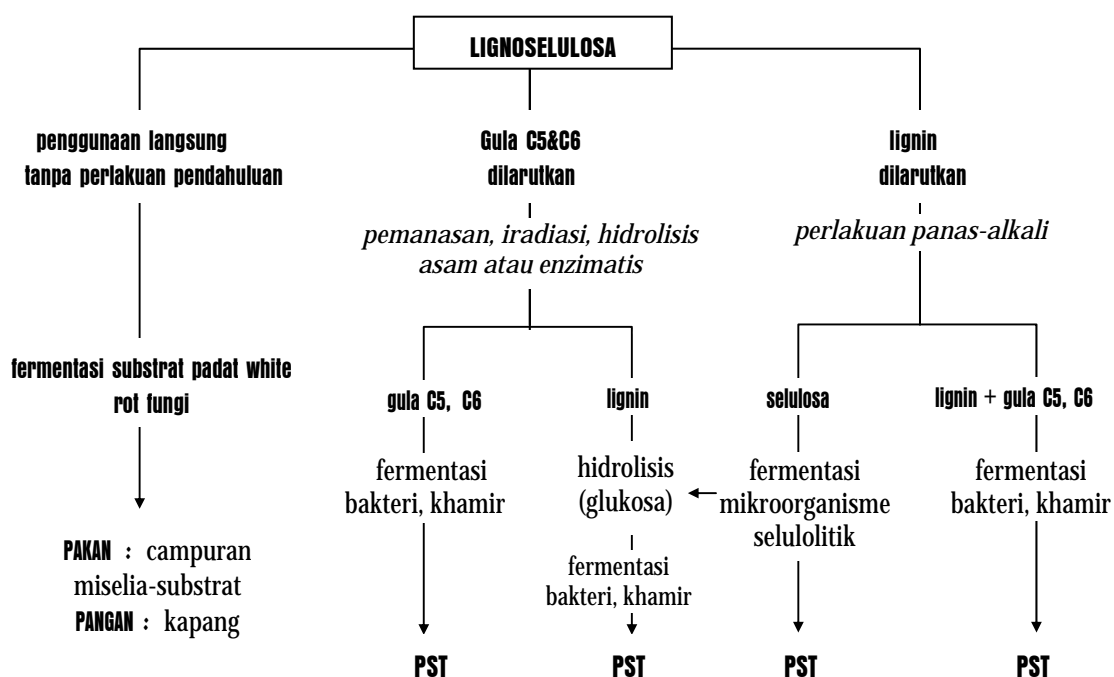 LIGNOSELULOSA
penggunaan langsung
tanpa perlakuan pendahuluan
Gula C5&C6
dilarutkan
lignin
dilarutkan
pemanasan, iradiasi, hidrolisis
asam atau enzimatis
perlakuan panas-alkali
fermentasi substrat padat white
rot fungi
gula C5, C6
lignin
selulosa
lignin + gula C5, C6
fermentasi
bakteri, khamir
hidrolisis
(glukosa)
fermentasi
mikroorganisme
selulolitik
fermentasi
bakteri, khamir
PAKAN : campuran
miselia-substrat
PANGAN : kapang
fermentasi
bakteri, khamir
PST
PST
PST
PST